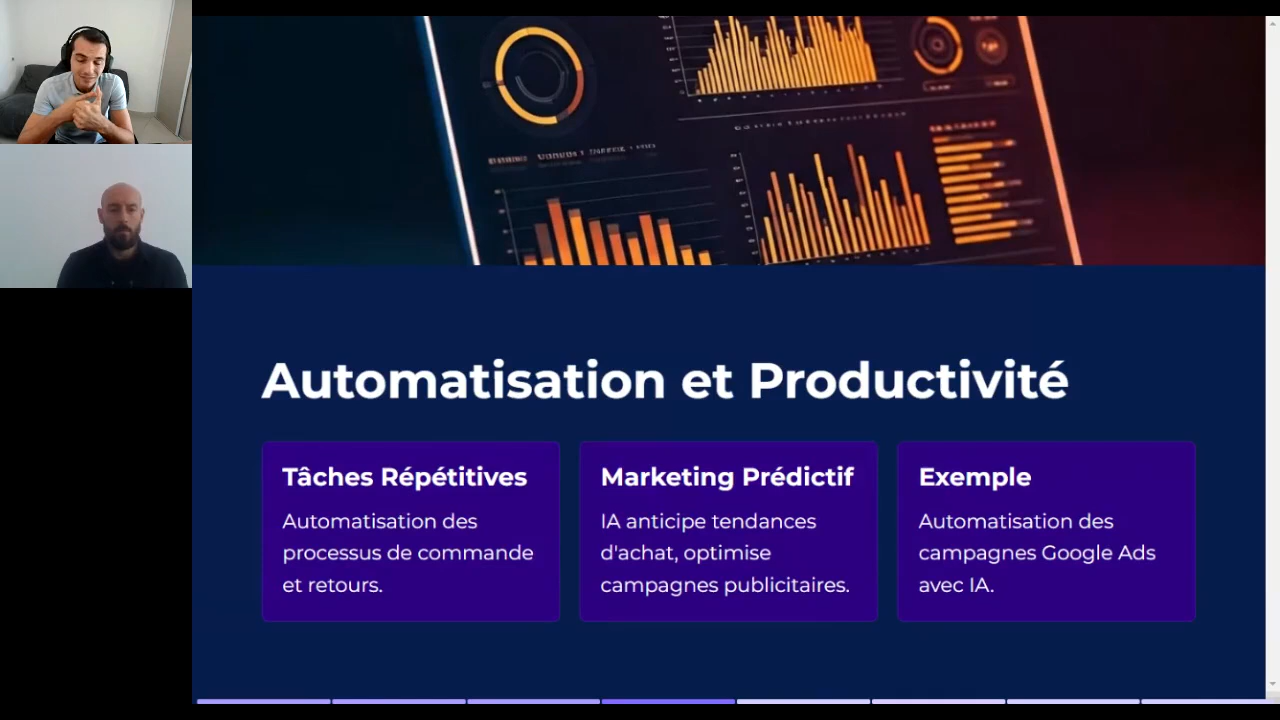 Automatisation et Productivité
Tâches Répétitives
Automatisation des
processus de commande
et retours.
Marketing Prédictif
IA anticipe tendances
d'achat, optimise
campagnes publicitaires.
Exemple
Automatisation des
campagnes Google Ads
avec IA.